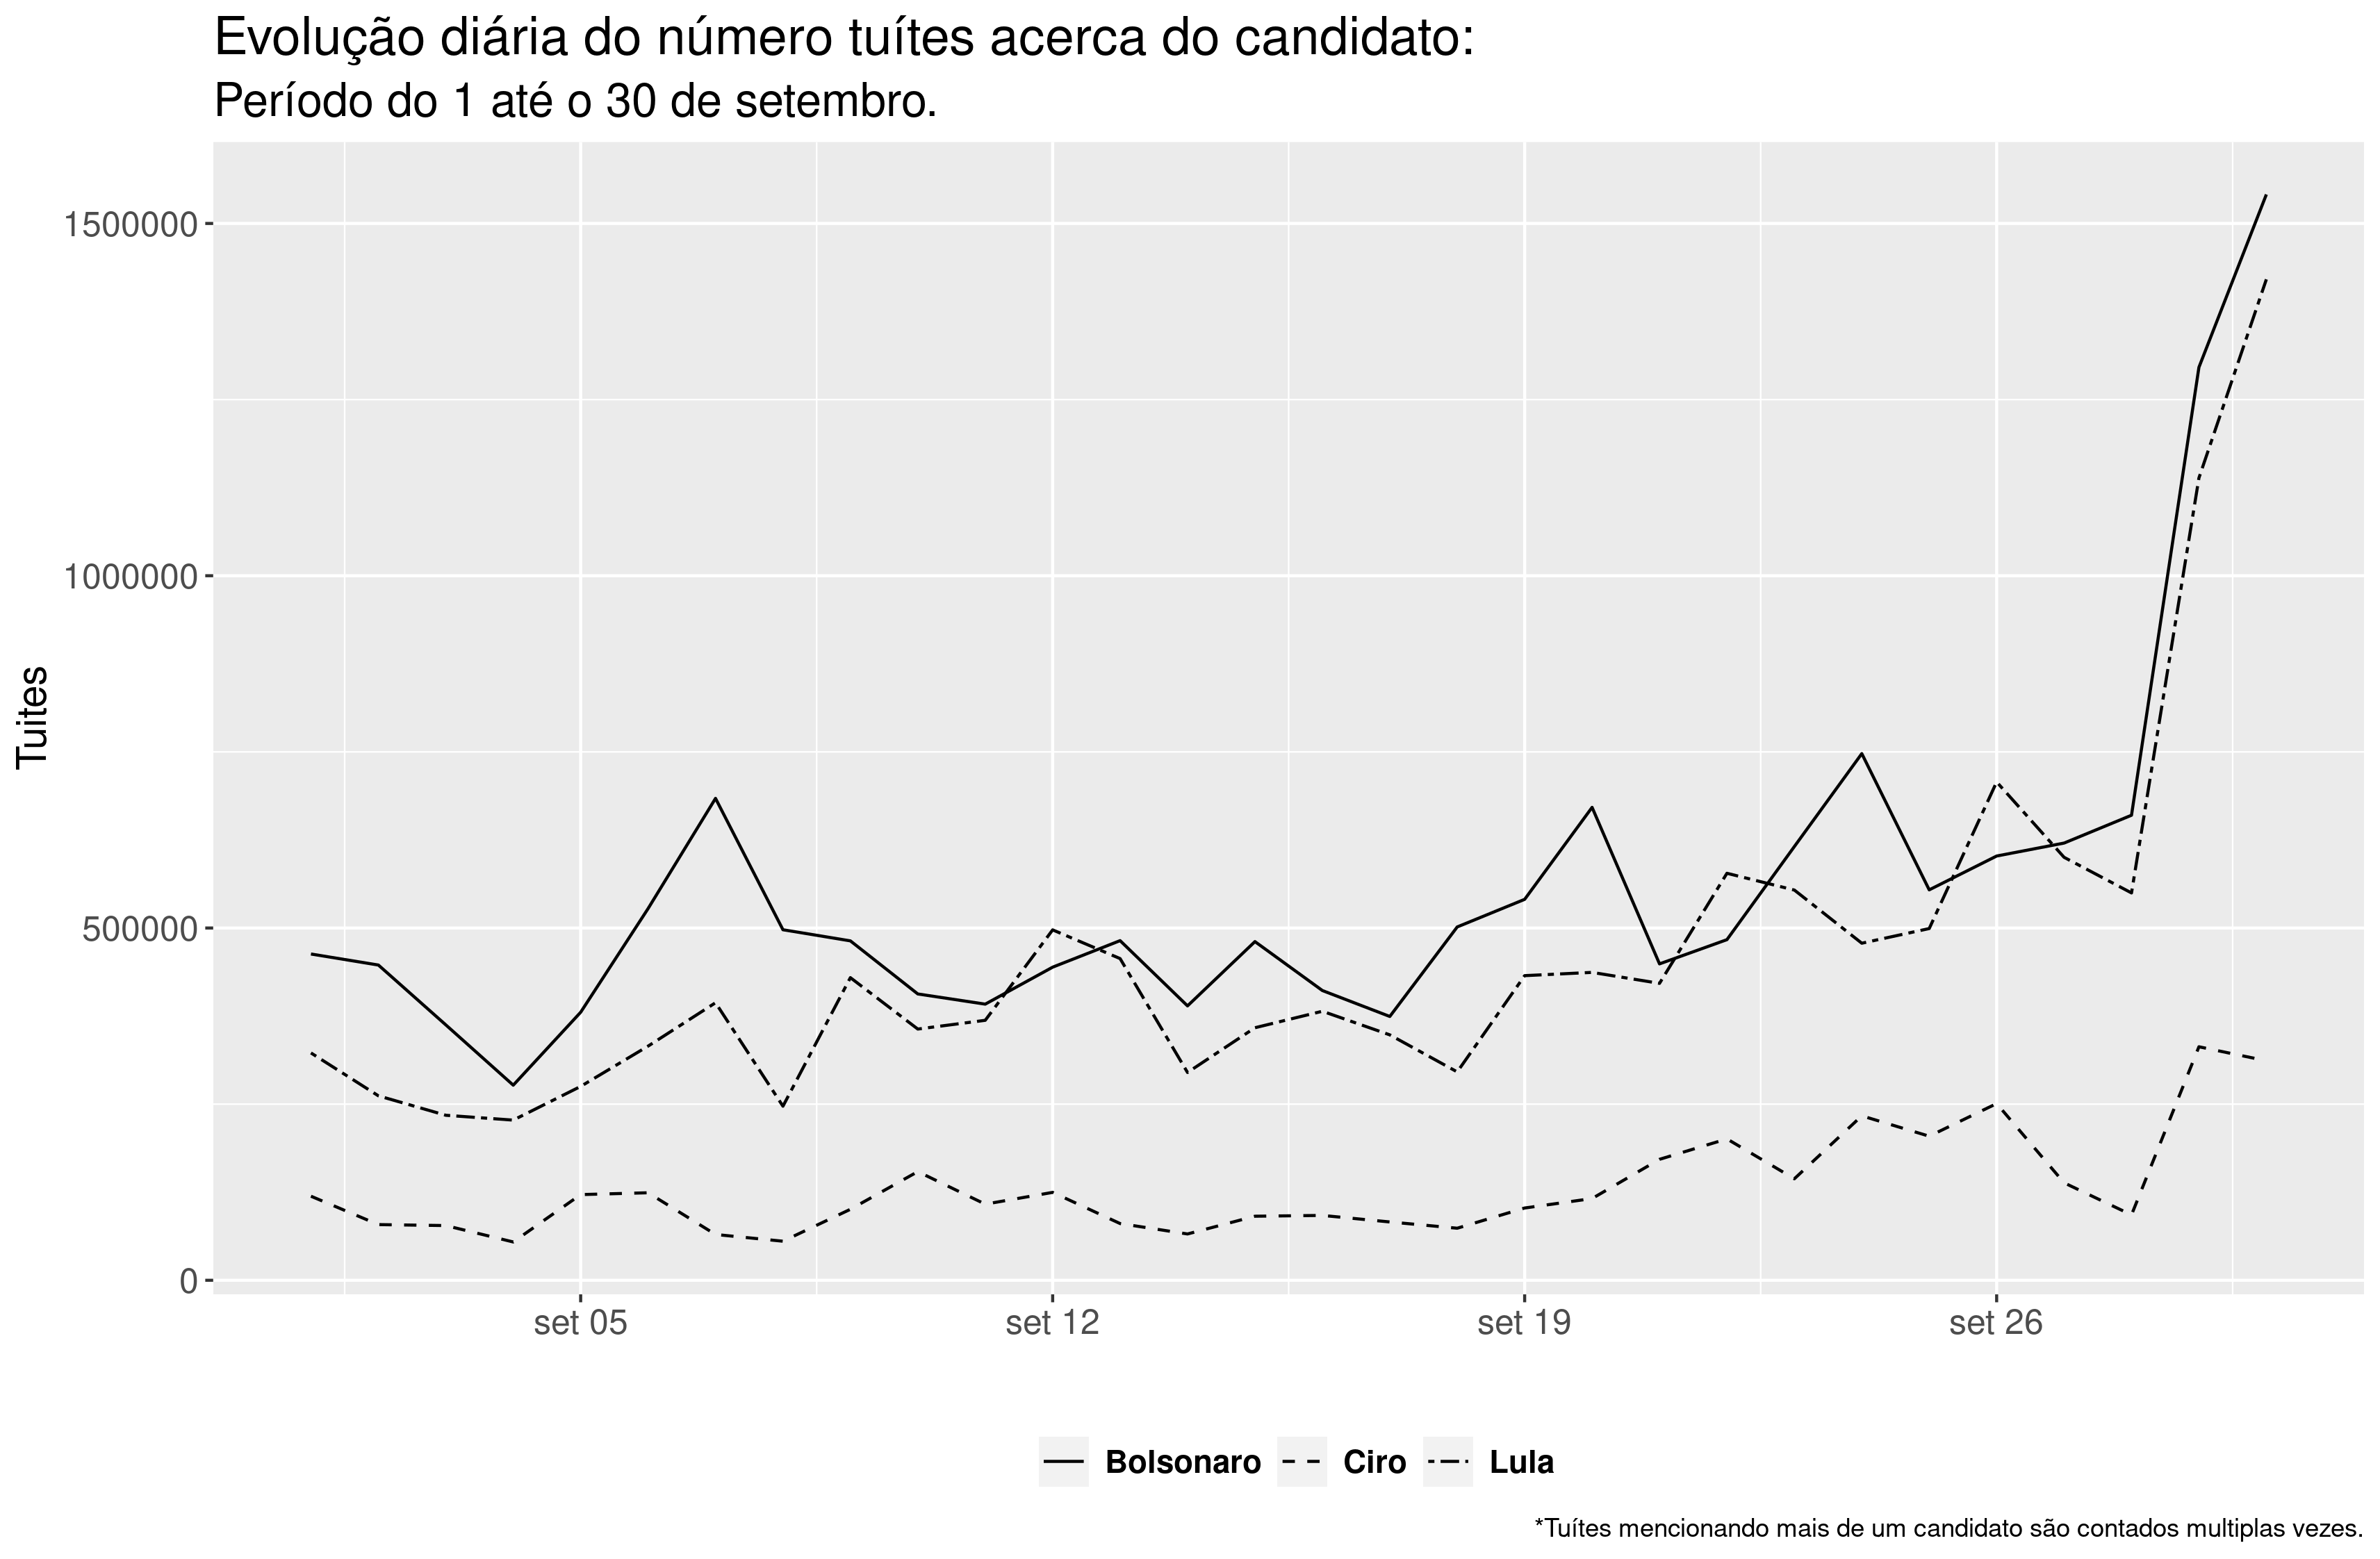 Evolução diária do número tuítes acerca do candidato:
Período do 1 até o 30 de setembro.
Tuites
1500000
1000000
500000
0
set 05 set 12 set 19 set 26
Bolsonaro Ciro Lula
*Tuítes mencionando mais de um candidato são contados multiplas vezes.